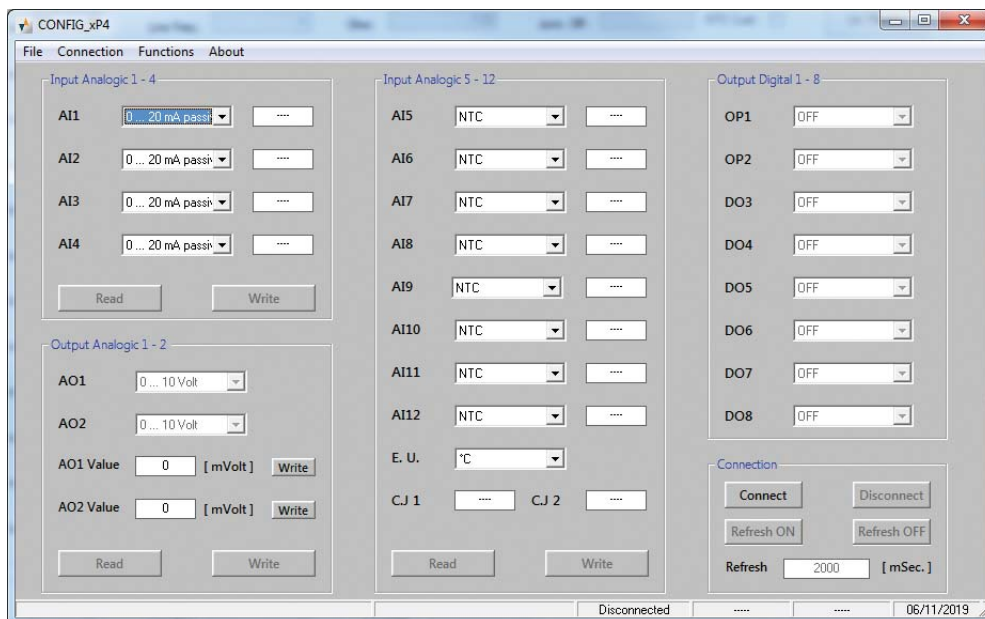 CONFIG_xP4
File Connection Functions About
Input Analogic 1 - 4
AI1 0 ... 20 mA passi ----
AI2 0 ... 20 mA passiv ----
AI3 0 ... 20 mA passiv ----
AI4 0 ... 20 mA passiv ----
Read Write
Output Analogic 1 - 2
AO1 0 ... 10 Volt
AO2 0 ... 10 Volt
AO1 Value 0 [ mVolt ] Write
AO2 Value 0 [ mVolt ] Write
Read Write
Input Analogic 5 - 12
AI5 NTC ----
AI6 NTC ----
AI7 NTC ----
AI8 NTC ----
AI9 NTC ----
AI10 NTC ----
AI11 NTC ----
AI12 NTC ----
E. U. °C
CJ 1 ---- CJ 2 ----
Read Write
Output Digital 1 - 8
OP1 OFF
OP2 OFF
DO3 OFF
DO4 OFF
DO5 OFF
DO6 OFF
DO7 OFF
DO8 OFF
Connection
Connect Disconnect
Refresh ON Refresh OFF
Refresh 2000 [ mSec. ]
Disconnected ----- ----- 06/11/2019